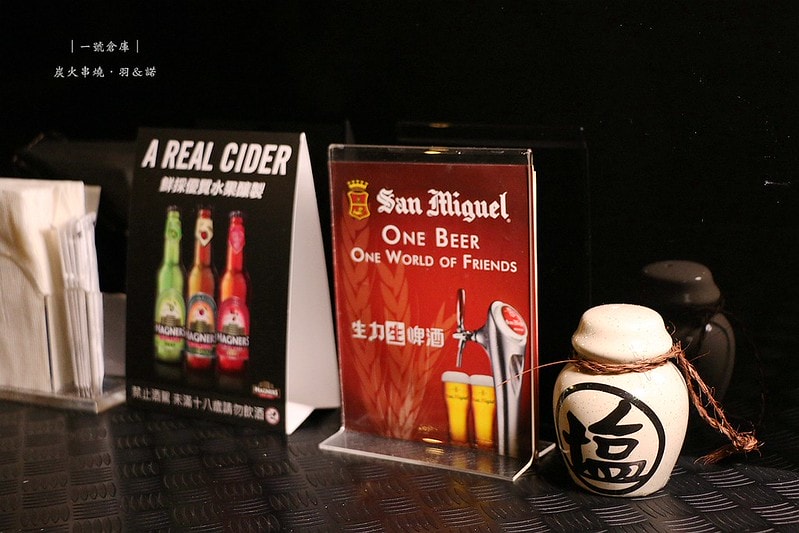 |一號倉庫|
炭火串燒·羽&諾
A REAL CIDER
鮮採優質水果釀製
MAGNERS
MAGNERS
MAGNERS
禁止酒駕 未滿十八歲請勿飲酒
San Miguel
ONE BEER
ONE WORLD OF FRIENDS
生力生啤酒
塩